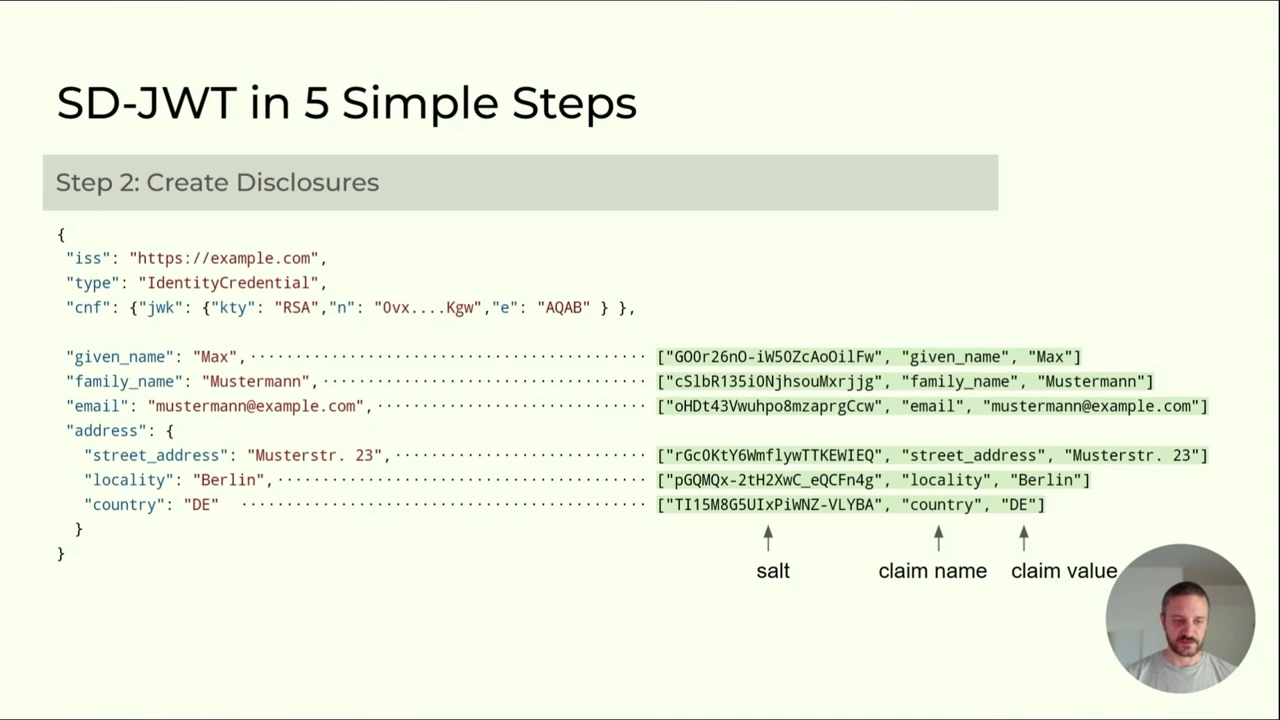 SD-JWT in 5 Simple Steps
Step 2: Create Disclosures
{
"iss": "https://example.com",
"type": "IdentityCredential",
"cnf": {"jwk": {"kty": "RSA","n": "0vx....Kgw","e": "AQAB" } },
"given_name": "Max",········································ ["GO0r26nO-iW50ZcAoOilFw", "given_name", "Max"]
"family_name": "Mustermann",································ ["cSlbR135i0NjhsouMxrjjg", "family_name", "Mustermann"]
"email": "mustermann@example.com",·························· ["oHDt43Vwuhpo8mzaprgCcw", "email", "mustermann@example.com"]
"address": {
"street_address": "Musterstr. 23",·························· ["rGc0KtY6WmflywTTKEWIEQ", "street_address", "Musterstr. 23"]
"locality": "Berlin",······································· ["pGQMQx-2tH2XwC_eQCFn4g", "locality", "Berlin"]
"country": "DE" ··········································· ["TI15M8G5UIxPiWNZ-VLYBA", "country", "DE"]
}
}
salt claim name claim value